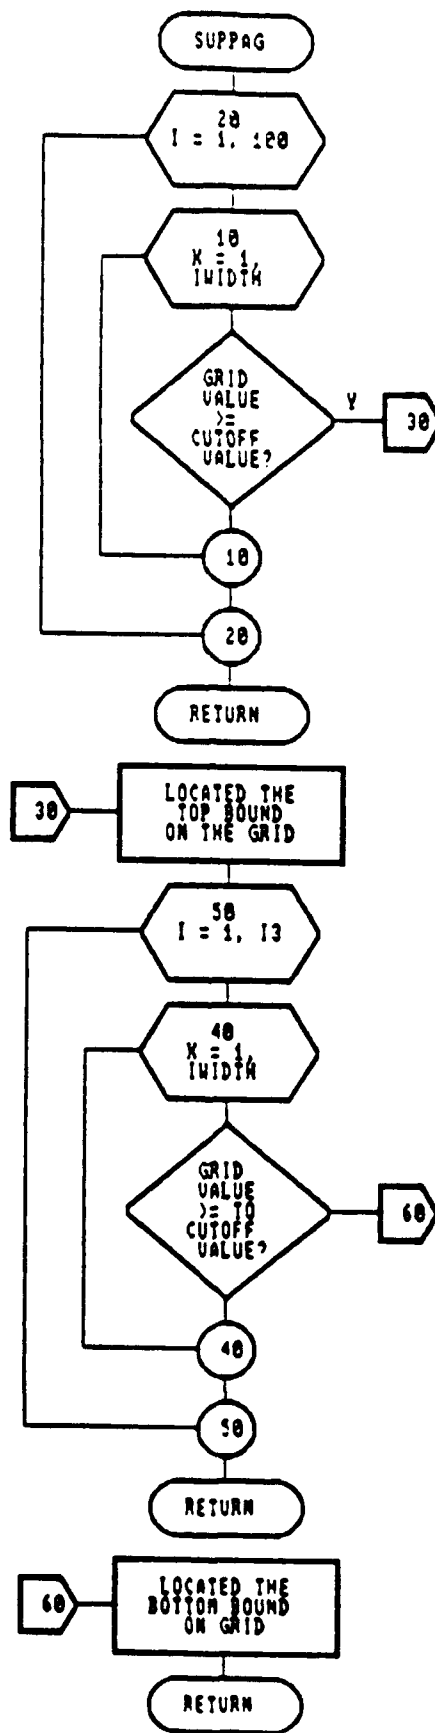 SUPPAG
20
I = 1, 100
10
K = 1,
IWIDTH
GRID
VALUE
>=
CUTOFF
VALUE?
Y
30
10
20
RETURN
30
LOCATED THE
TOP BOUND
ON THE GRID
50
I = 1, I3
40
K = 1,
IWIDTH
GRID
VALUE
>= TO
CUTOFF
VALUE?
60
40
50
RETURN
60
LOCATED THE
BOTTOM BOUND
ON GRID
RETURN